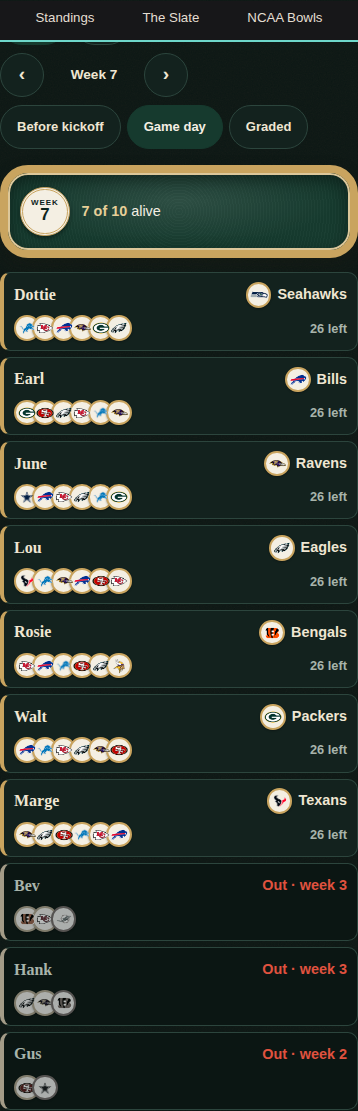 Standings The Slate NCAA Bowls
‹ Week 7 ›
Before kickoff Game day Graded
WEEK
7
7 of 10 alive
Dottie Seahawks
26 left
Earl Bills
26 left
June Ravens
26 left
Lou Eagles
26 left
Rosie Bengals
26 left
Walt Packers
26 left
Marge Texans
26 left
Bev Out · week 3
Hank Out · week 3
Gus Out · week 2